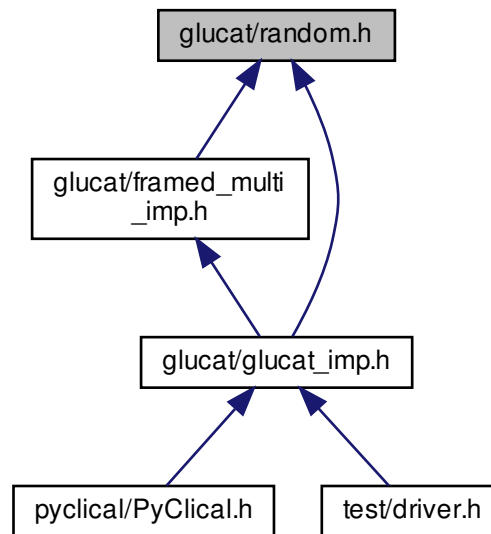 glucat/random.h
glucat/framed_multi
_imp.h
glucat/glucat_imp.h
pyclical/PyClical.h
test/driver.h